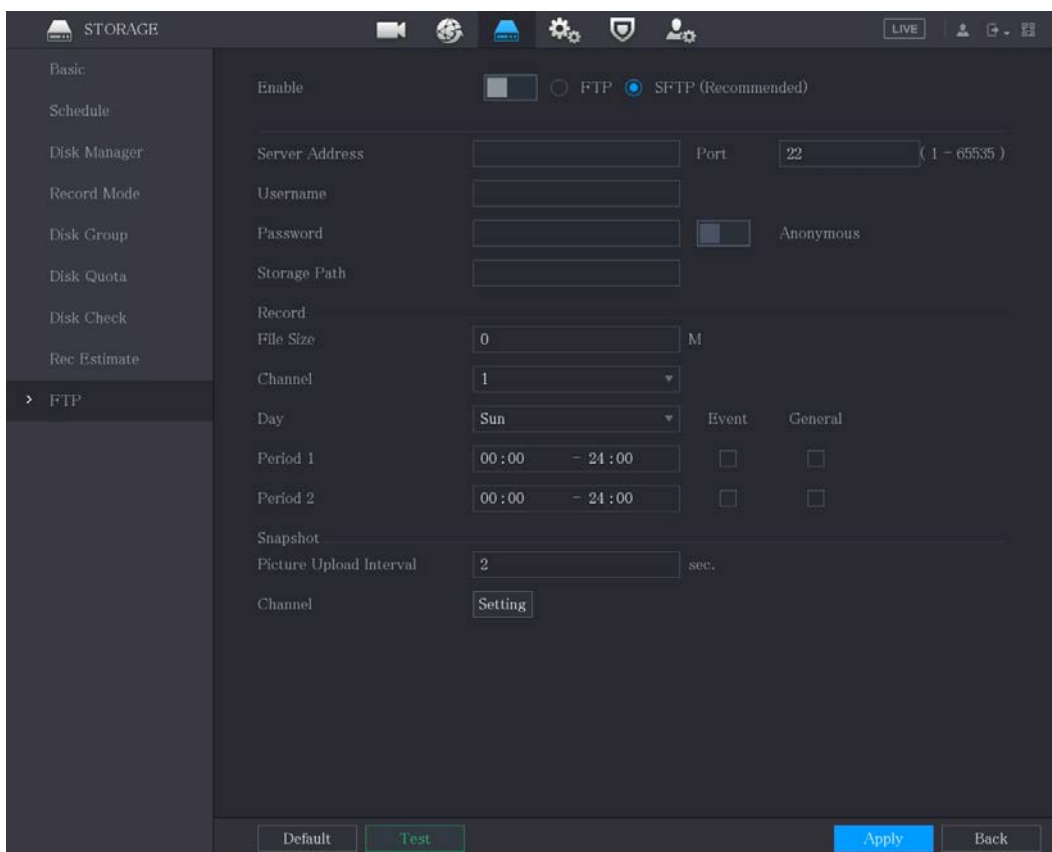 STORAGE LIVE
Basic
Enable FTP SFTP (Recommended)
Schedule
Disk Manager Server Address Port 22 ( 1 - 65535 )
Record Mode Username
Disk Group Password Anonymous
Disk Quota Storage Path
Record
Disk Check File Size 0 M
Rec Estimate
Channel 1
FTP
Day Sun Event General
Period 1 00:00 - 24:00
Period 2 00:00 - 24:00
Snapshot
Picture Upload Interval 2 sec.
Channel Setting
Default Test Apply Back